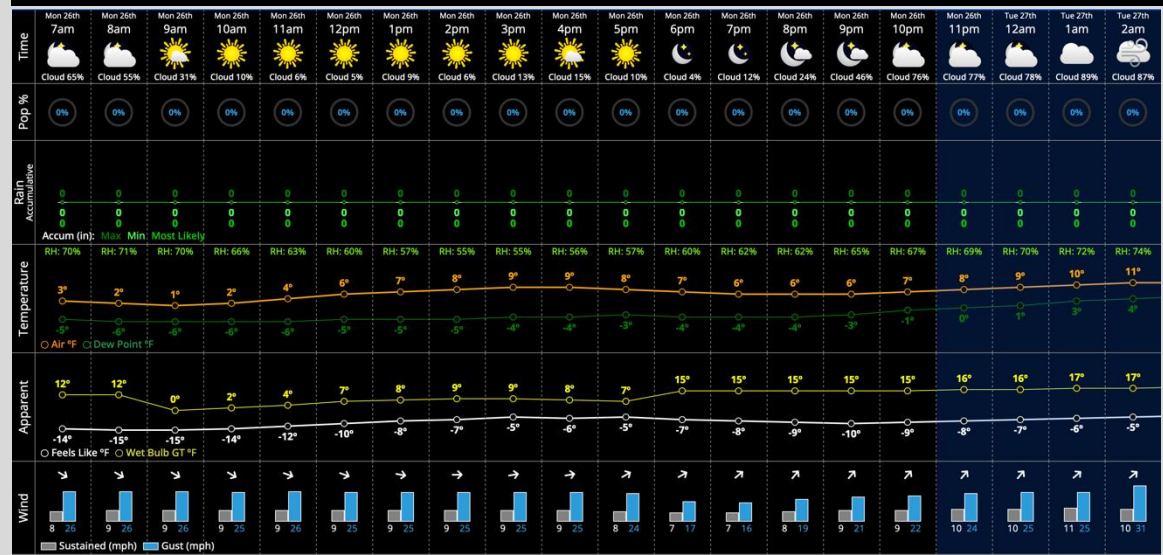 Time
Mon 26th Mon 26th Mon 26th Mon 26th Mon 26th Mon 26th Mon 26th Mon 26th Mon 26th Mon 26th Mon 26th Mon 26th Mon 26th Mon 26th Mon 26th Mon 26th Mon 26th Tue 27th Tue 27th Tue 27th
7am 8am 9am 10am 11am 12pm 1pm 2pm 3pm 4pm 5pm 6pm 7pm 8pm 9pm 10pm 11pm 12am 1am 2am
Cloud 65% Cloud 55% Cloud 31% Cloud 10% Cloud 6% Cloud 5% Cloud 9% Cloud 6% Cloud 13% Cloud 15% Cloud 10% Cloud 4% Cloud 12% Cloud 24% Cloud 46% Cloud 76% Cloud 77% Cloud 78% Cloud 89% Cloud 87%
Pop %
0% 0% 0% 0% 0% 0% 0% 0% 0% 0% 0% 0% 0% 0% 0% 0% 0% 0% 0% 0%
Rain
Accumulative
0 0 0 0 0 0 0 0 0 0 0 0 0 0 0 0 0 0 0 0
0 0 0 0 0 0 0 0 0 0 0 0 0 0 0 0 0 0 0 0
0 0 0 0 0 0 0 0 0 0 0 0 0 0 0 0 0 0 0 0
Accum (in): Max Min Most Likely
Temperature
RH: 70% RH: 71% RH: 70% RH: 66% RH: 63% RH: 60% RH: 57% RH: 55% RH: 55% RH: 56% RH: 57% RH: 60% RH: 62% RH: 62% RH: 65% RH: 67% RH: 69% RH: 70% RH: 72% RH: 74%
3° 2° 1° 2° 4° 6° 7° 8° 9° 9° 8° 7° 6° 6° 6° 7° 8° 9° 10° 11°
-5° -6° -6° -6° -6° -5° -5° -5° -4° -4° -3° -4° -4° -4° -3° -1° 0° 1° 3° 4°
Air °F Dew Point °F
Apparent
12° 12° 0° 2° 4° 7° 8° 9° 9° 8° 7° 15° 15° 15° 15° 15° 16° 16° 17° 17°
-14° -15° -15° -14° -12° -10° -8° -7° -5° -6° -5° -7° -8° -9° -10° -9° -8° -7° -6° -5°
Feels Like °F Wet Bulb GT °F
Wind
8 26 9 26 9 26 9 25 9 26 9 25 9 25 9 25 9 25 9 25 8 24 7 17 7 16 8 19 9 21 9 22 10 24 10 25 11 25 10 31
Sustained (mph) Gust (mph)